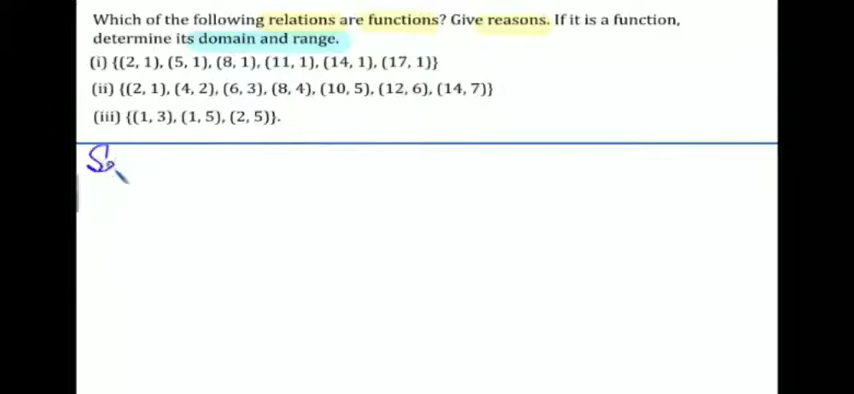 Which of the following relations are functions? Give reasons. If it is a function,
determine its domain and range.
(i) {(2, 1), (5, 1), (8, 1), (11, 1), (14, 1), (17, 1)}
(ii) {(2, 1), (4, 2), (6, 3), (8, 4), (10, 5), (12, 6), (14, 7)}
(iii) {(1, 3), (1, 5), (2, 5)}.
So